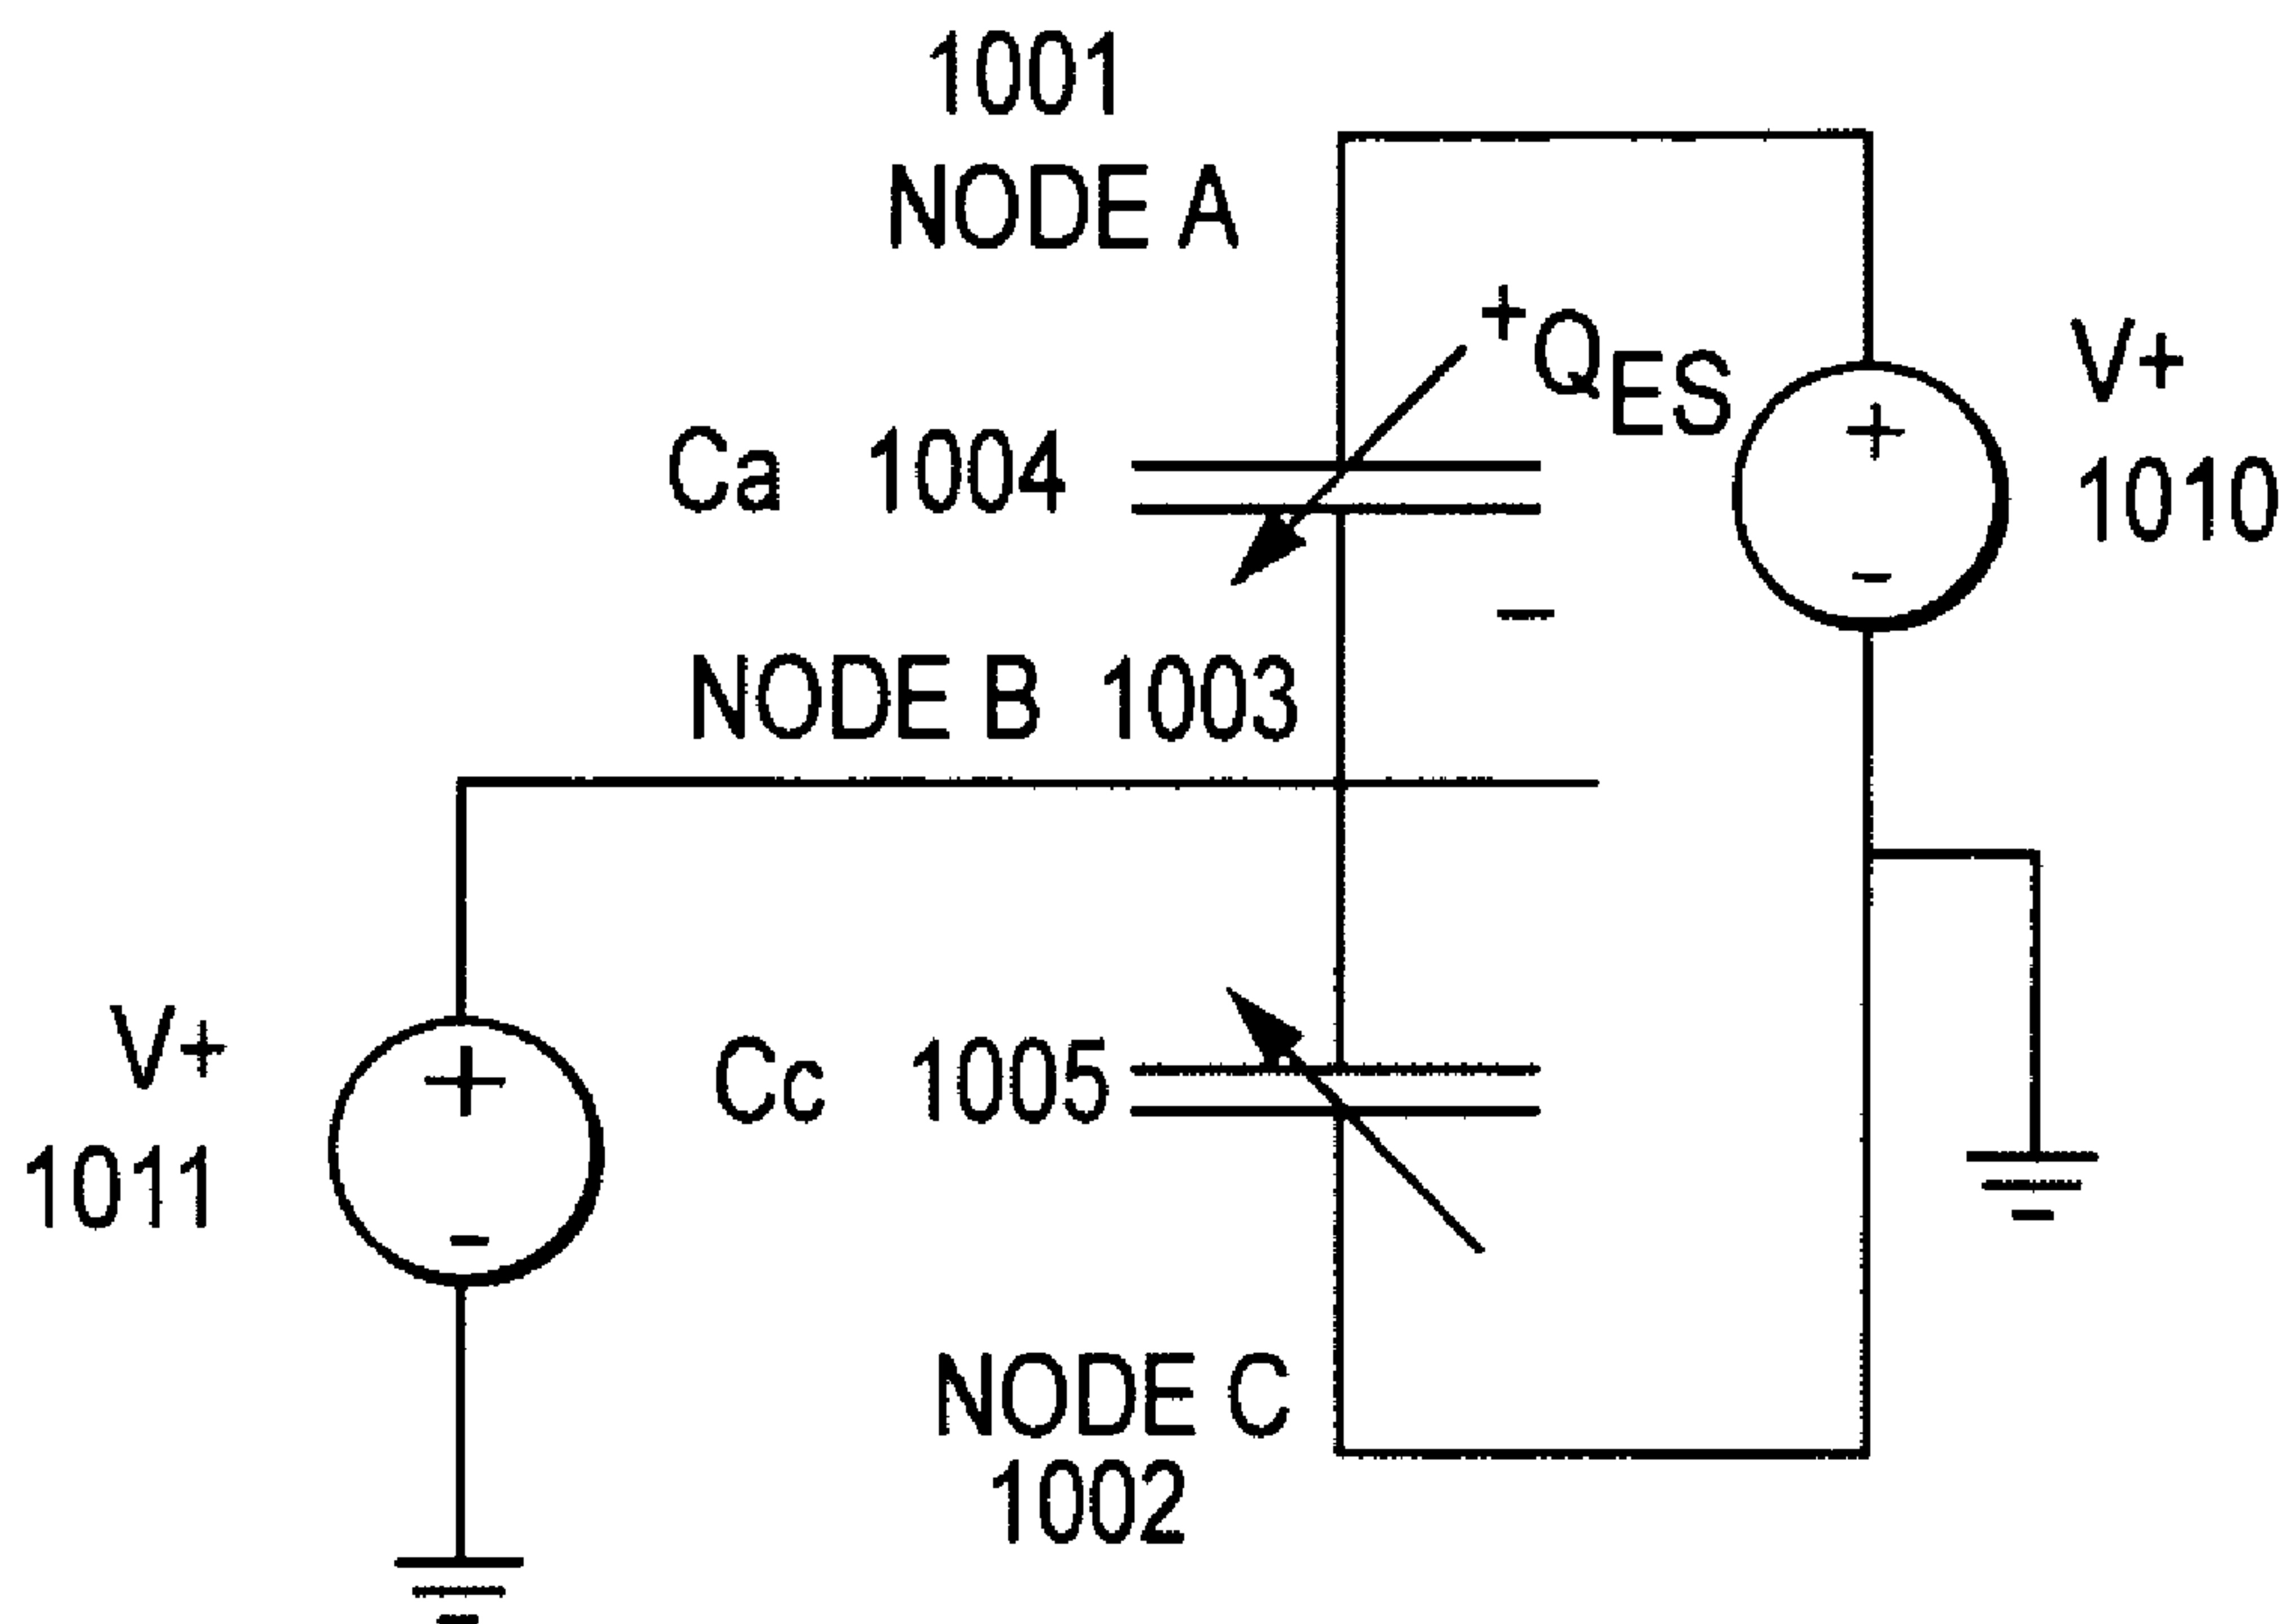 1001
NODE A
+QES
V+
1010
Ca 1004
−
NODE B 1003
V+
1011
Cc 1005
NODE C
1002